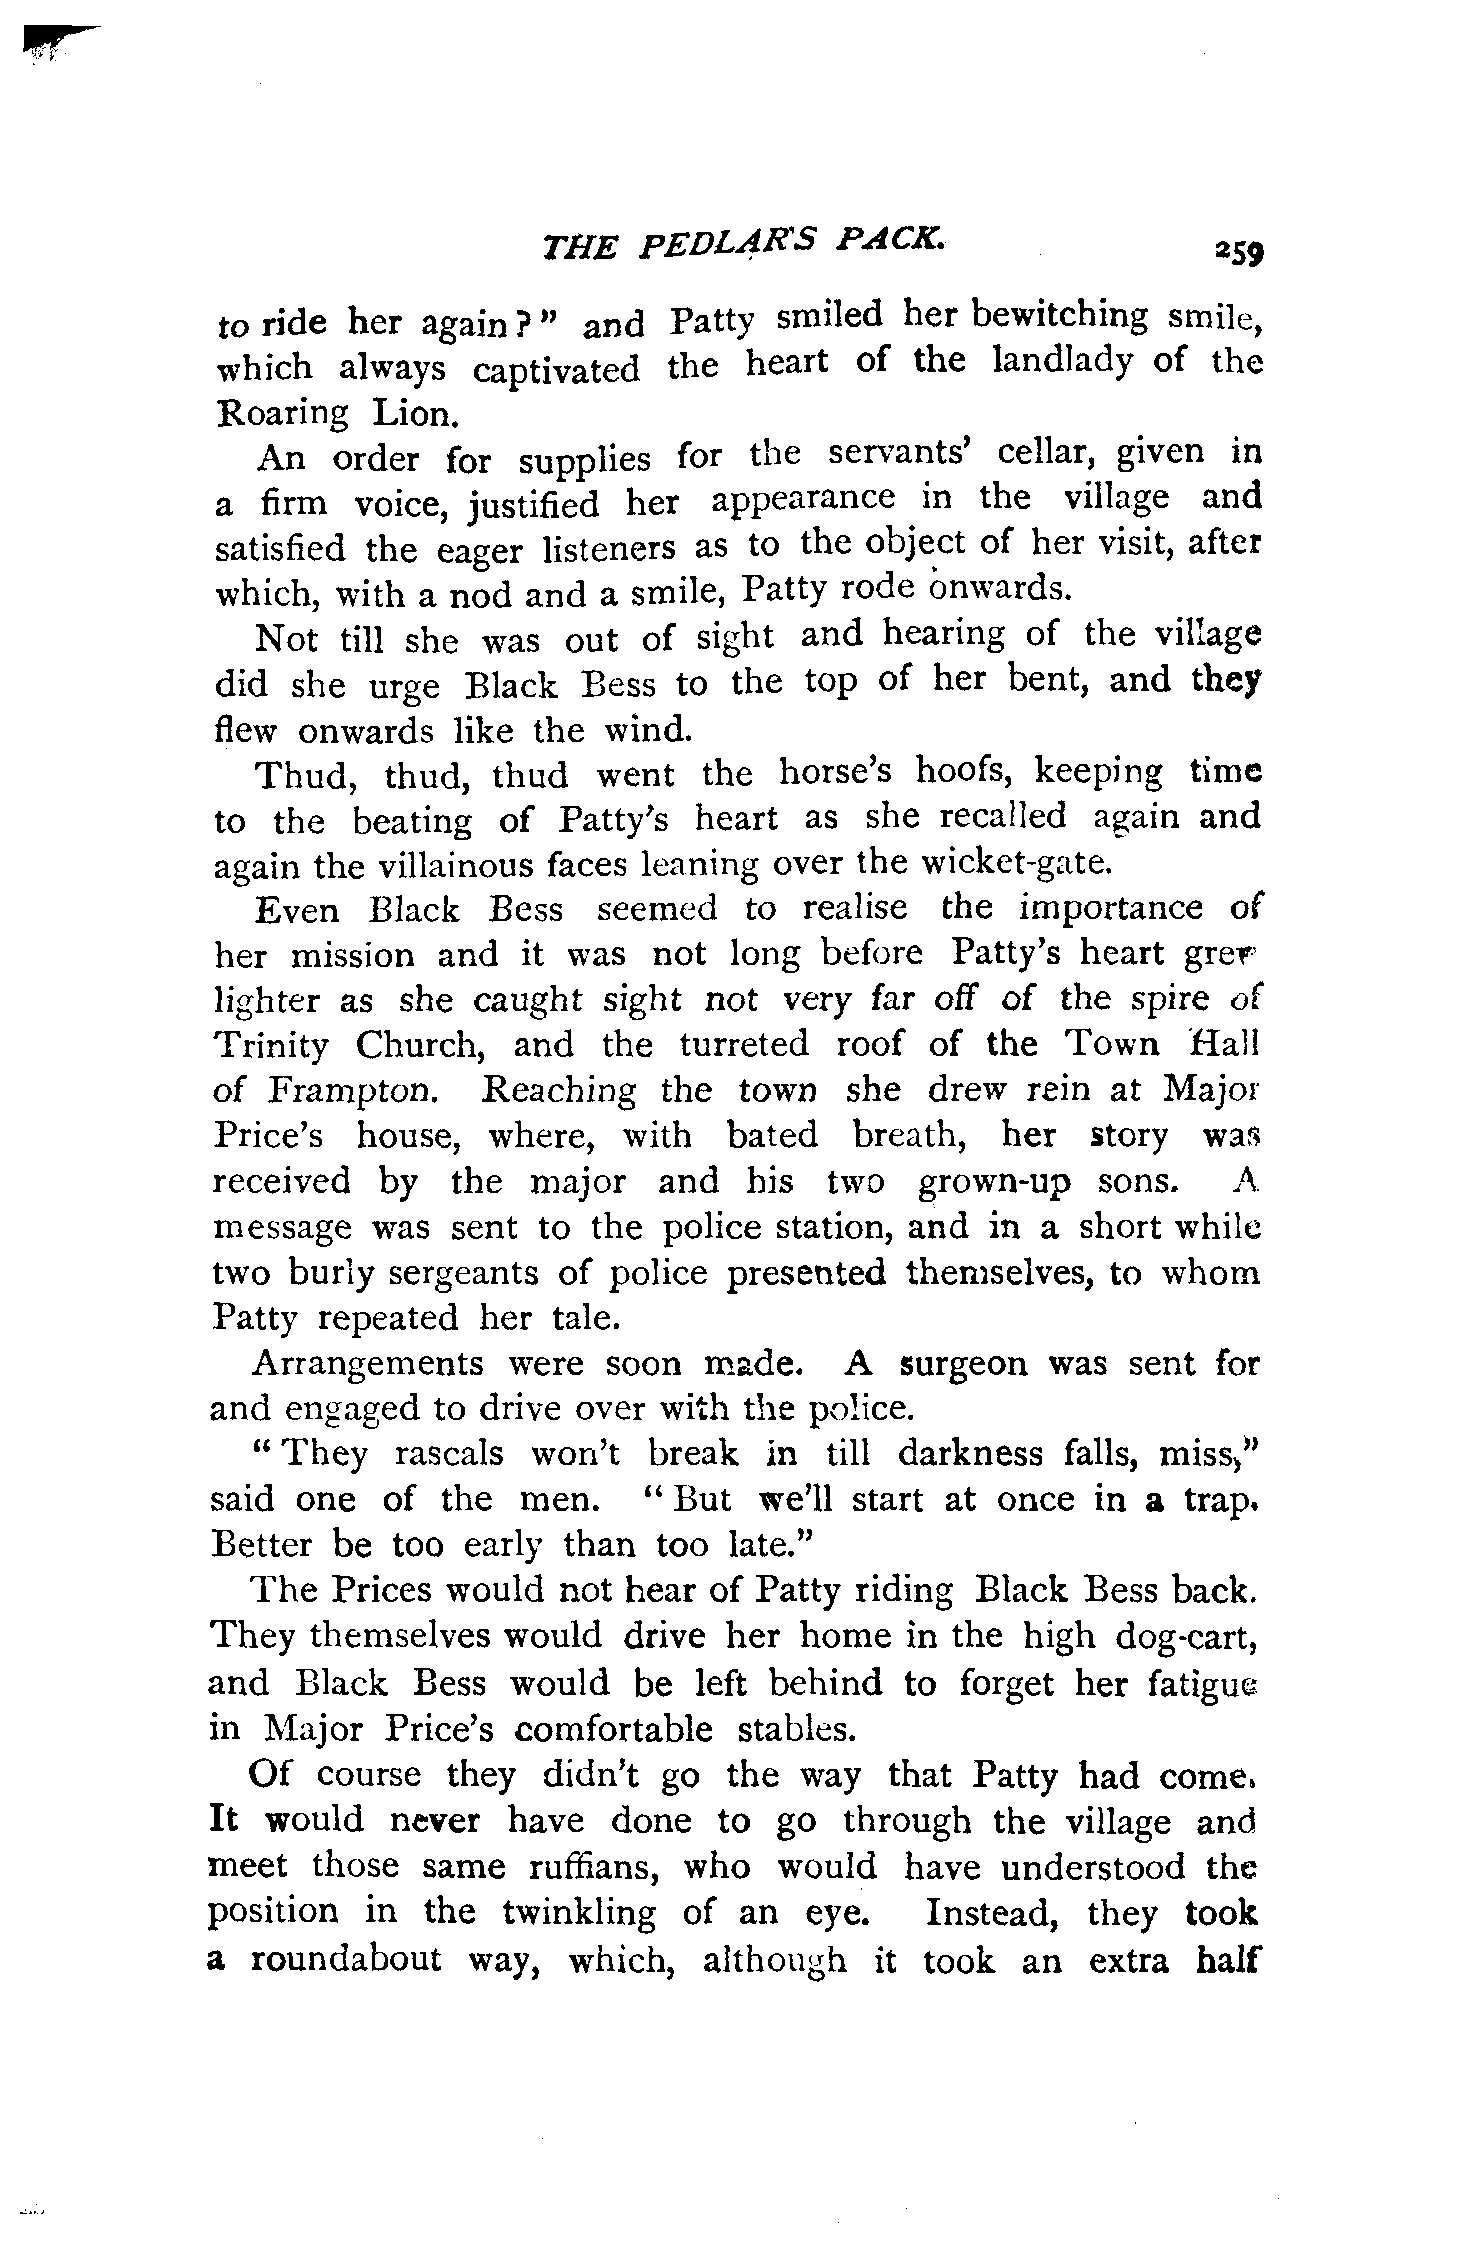 THE PEDLAR'S PACK. 259
to ride her again?" and Patty smiled her bewitching smile,
which always captivated the heart of the landlady of the
Roaring Lion.
An order for supplies for the servants' cellar, given in
a firm voice, justified her appearance in the village and
satisfied the eager listeners as to the object of her visit, after
which, with a nod and a smile, Patty rode onwards.
Not till she was out of sight and hearing of the village
did she urge Black Bess to the top of her bent, and they
flew onwards like the wind.
Thud, thud, thud went the horse's hoofs, keeping time
to the beating of Patty's heart as she recalled again and
again the villainous faces leaning over the wicket-gate.
Even Black Bess seemed to realise the importance of
her mission and it was not long before Patty's heart grew
lighter as she caught sight not very far off of the spire of
Trinity Church, and the turreted roof of the Town Hall
of Frampton. Reaching the town she drew rein at Major
Price's house, where, with bated breath, her story was
received by the major and his two grown-up sons. A
message was sent to the police station, and in a short while
two burly sergeants of police presented themselves, to whom
Patty repeated her tale.
Arrangements were soon made. A surgeon was sent for
and engaged to drive over with the police.
"They rascals won't break in till darkness falls, miss,"
said one of the men. "But we'll start at once in a trap.
Better be too early than too late."
The Prices would not hear of Patty riding Black Bess back.
They themselves would drive her home in the high dog-cart,
and Black Bess would be left behind to forget her fatigue
in Major Price's comfortable stables.
Of course they didn't go the way that Patty had come.
It would never have done to go through the village and
meet those same ruffians, who would have understood the
position in the twinkling of an eye. Instead, they took
a roundabout way, which, although it took an extra half